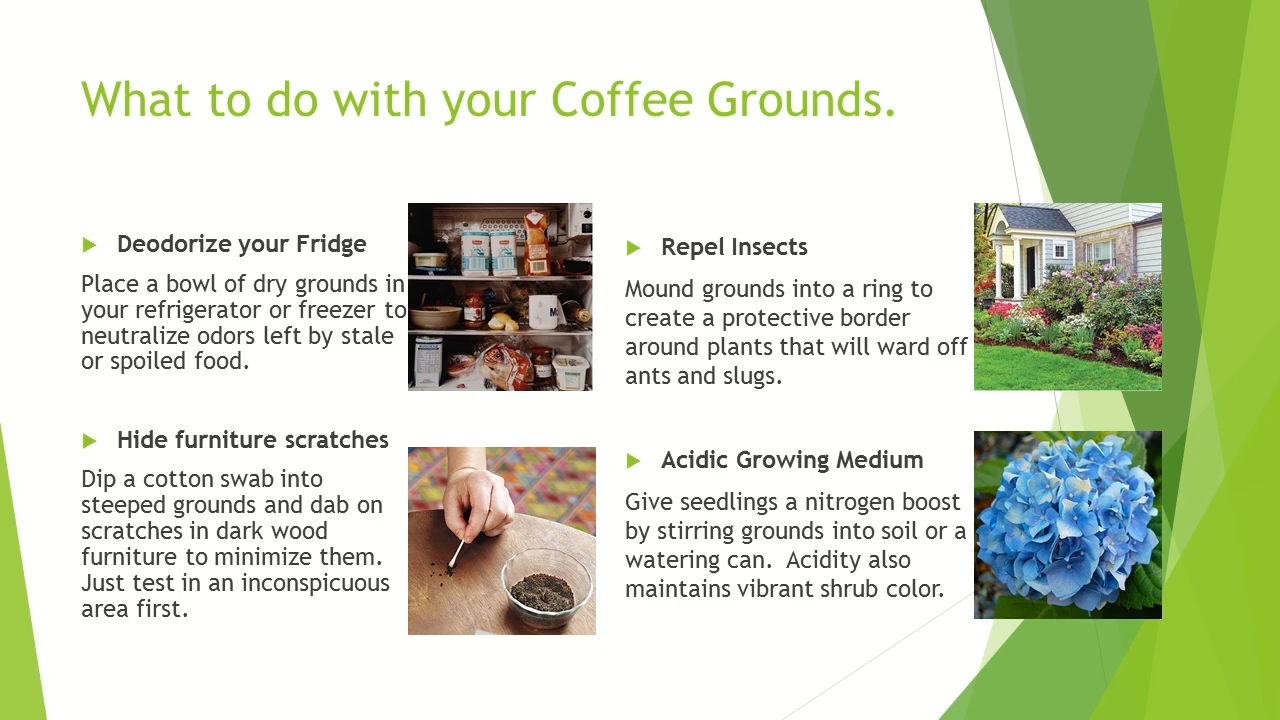 What to do with your Coffee Grounds.
Deodorize your Fridge
Place a bowl of dry grounds in
your refrigerator or freezer to
neutralize odors left by stale
or spoiled food.
Hide furniture scratches
Dip a cotton swab into
steeped grounds and dab on
scratches in dark wood
furniture to minimize them.
Just test in an inconspicuous
area first.
Repel Insects
Mound grounds into a ring to
create a protective border
around plants that will ward off
ants and slugs.
Acidic Growing Medium
Give seedlings a nitrogen boost
by stirring grounds into soil or a
watering can.  Acidity also
maintains vibrant shrub color.